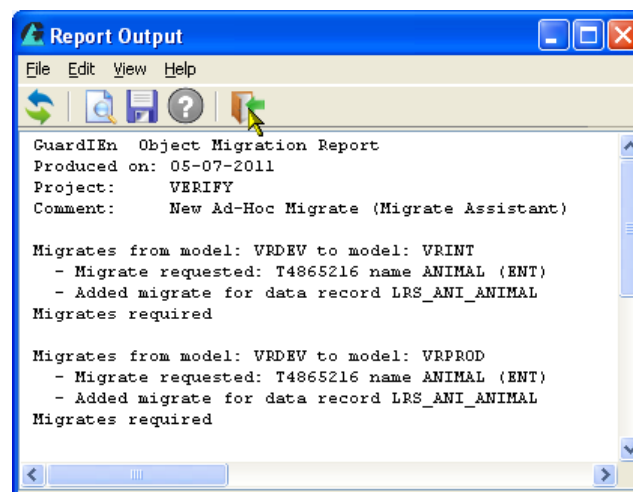 Report Output
File Edit View Help
GuardIEn Object Migration Report
Produced on: 05-07-2011
Project: VERIFY
Comment: New Ad-Hoc Migrate (Migrate Assistant)
Migrates from model: VRDEV to model: VRINT
- Migrate requested: T4865216 name ANIMAL (ENT)
- Added migrate for data record LRS_ANI_ANIMAL
Migrates required
Migrates from model: VRDEV to model: VRPROD
- Migrate requested: T4865216 name ANIMAL (ENT)
- Added migrate for data record LRS_ANI_ANIMAL
Migrates required